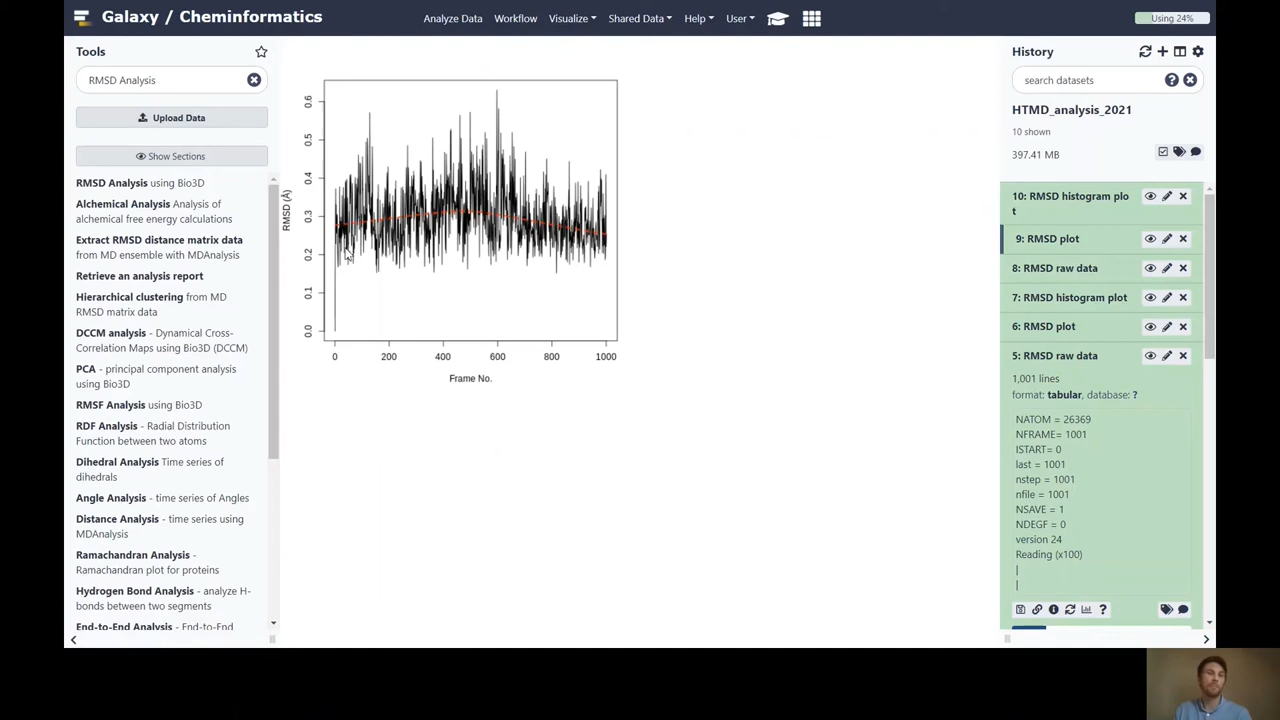 Galaxy / Cheminformatics
Analyze Data Workflow Visualize Shared Data Help User
Using 24%
Tools
RMSD Analysis
Upload Data
Show Sections
RMSD Analysis using Bio3D
Alchemical Analysis Analysis of
alchemical free energy calculations
Extract RMSD distance matrix data
from MD ensemble with MDAnalysis
Retrieve an analysis report
Hierarchical clustering from MD
RMSD matrix data
DCCM analysis - Dynamical Cross-
Correlation Maps using Bio3D (DCCM)
PCA - principal component analysis
using Bio3D
RMSF Analysis using Bio3D
RDF Analysis - Radial Distribution
Function between two atoms
Dihedral Analysis Time series of
dihedrals
Angle Analysis - time series of Angles
Distance Analysis - time series using
MDAnalysis
Ramachandran Analysis -
Ramachandran plot for proteins
Hydrogen Bond Analysis - analyze H-
bonds between two segments
End-to-End Analysis - End-to-End
RMSD (Å)
0.6
0.5
0.4
0.3
0.2
0.1
0.0
0 200 400 600 800 1000
Frame No.
History
search datasets
HTMD_analysis_2021
10 shown
397.41 MB
10: RMSD histogram plo
t
9: RMSD plot
8: RMSD raw data
7: RMSD histogram plot
6: RMSD plot
5: RMSD raw data
1,001 lines
format: tabular, database: ?
NATOM = 26369
NFRAME= 1001
ISTART= 0
last = 1001
nstep = 1001
nfile = 1001
NSAVE = 1
NDEGF = 0
version 24
Reading (x100)
|
|